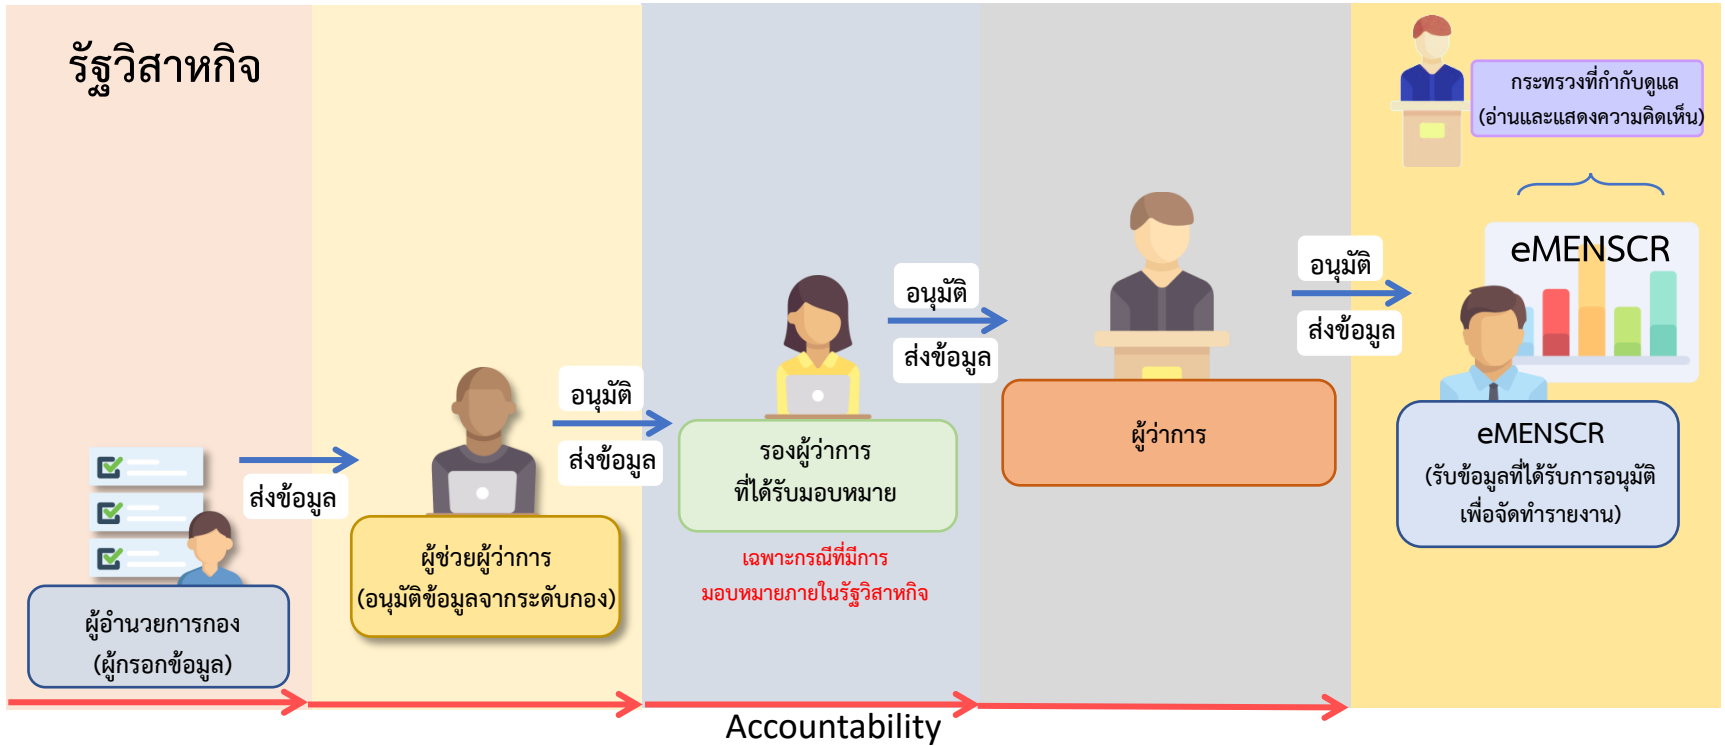 รัฐวิสาหกิจ
ส่งข้อมูล
ผู้อำนวยการกอง
(ผู้กรอกข้อมูล)
อนุมัติ
ส่งข้อมูล
ผู้ช่วยผู้ว่าการ
(อนุมัติข้อมูลจากระดับกอง)
อนุมัติ
ส่งข้อมูล
รองผู้ว่าการ
ที่ได้รับมอบหมาย
เฉพาะกรณีที่มีการ
มอบหมายภายในรัฐวิสาหกิจ
อนุมัติ
ส่งข้อมูล
ผู้ว่าการ
กระทรวงที่กำกับดูแล
(อ่านและแสดงความคิดเห็น)
eMENSCR
eMENSCR
(รับข้อมูลที่ได้รับการอนุมัติ
เพื่อจัดทำรายงาน)
Accountability